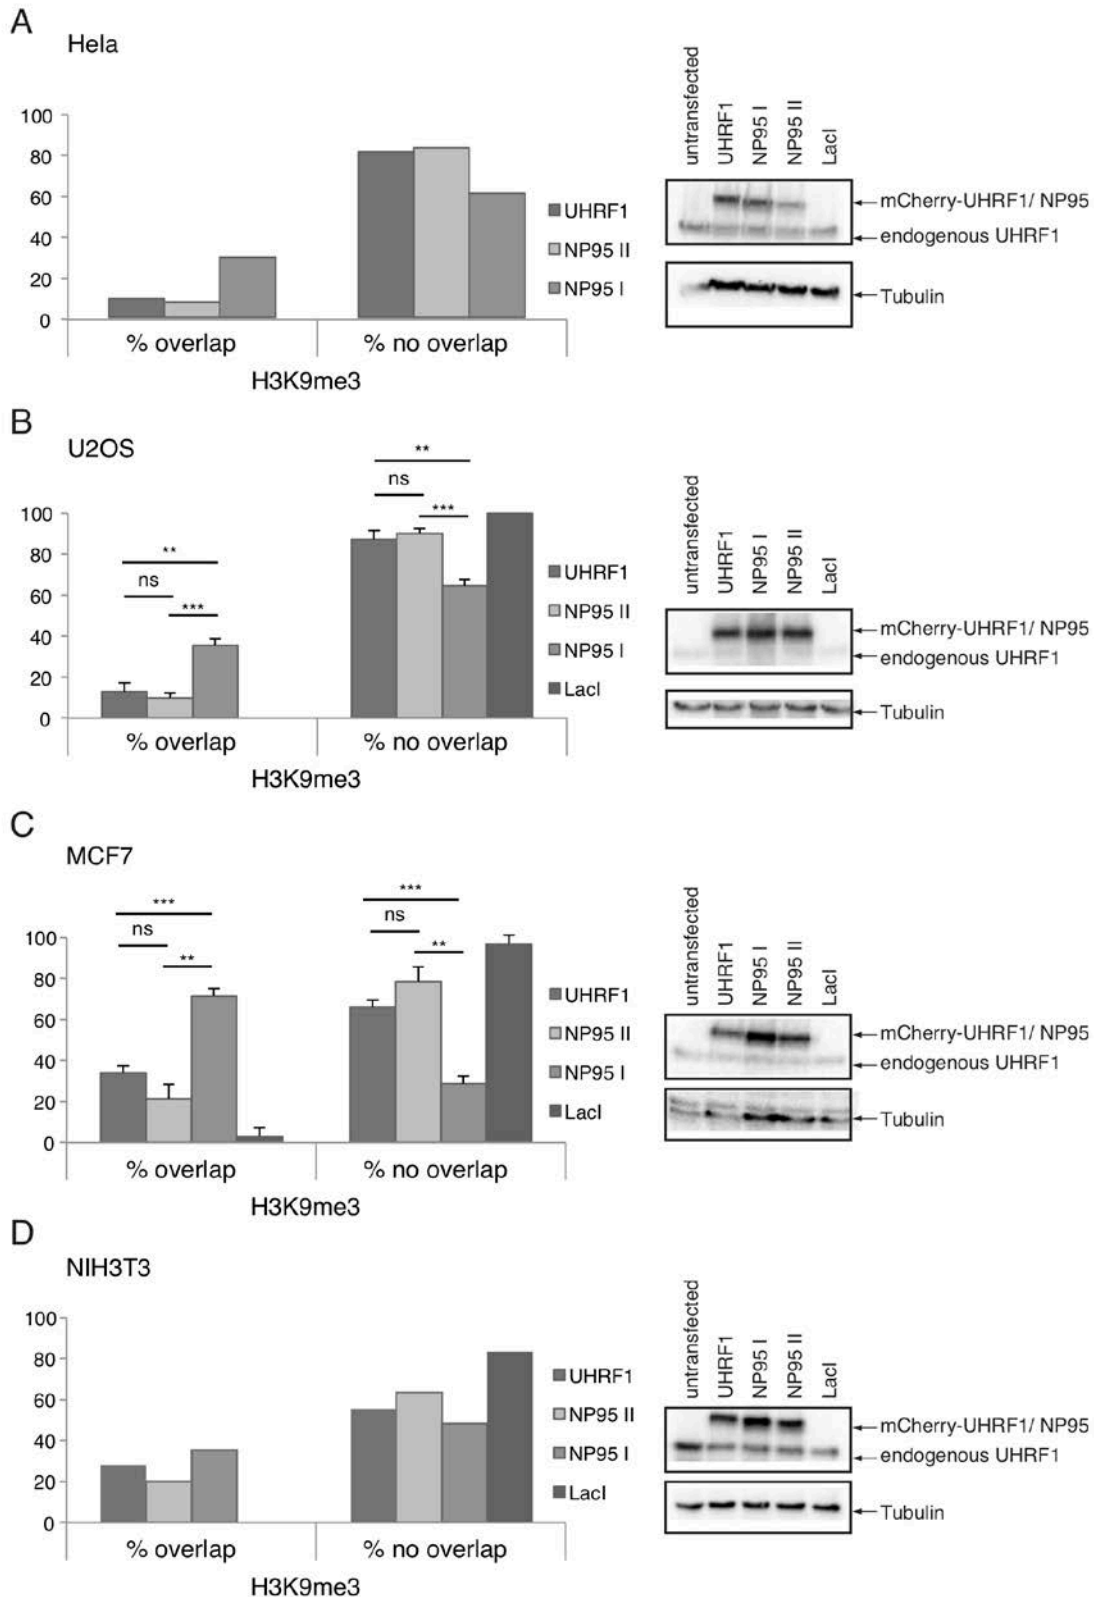 A
Hela
100
80
60
40
20
0
UHRF1
NP95 II
NP95 I
% overlap
% no overlap
H3K9me3
untransfected
UHRF1
NP95 I
NP95 II
LacI
mCherry-UHRF1/ NP95
endogenous UHRF1
Tubulin
B
U2OS
**
ns
***
**
ns
***
100
80
60
40
20
0
UHRF1
NP95 II
NP95 I
LacI
% overlap
% no overlap
H3K9me3
untransfected
UHRF1
NP95 I
NP95 II
LacI
mCherry-UHRF1/ NP95
endogenous UHRF1
Tubulin
C
MCF7
***
ns
**
***
ns
**
100
80
60
40
20
0
UHRF1
NP95 II
NP95 I
LacI
% overlap
% no overlap
H3K9me3
untransfected
UHRF1
NP95 I
NP95 II
LacI
mCherry-UHRF1/ NP95
endogenous UHRF1
Tubulin
D
NIH3T3
100
80
60
40
20
0
UHRF1
NP95 II
NP95 I
LacI
% overlap
% no overlap
H3K9me3
untransfected
UHRF1
NP95 I
NP95 II
LacI
mCherry-UHRF1/ NP95
endogenous UHRF1
Tubulin